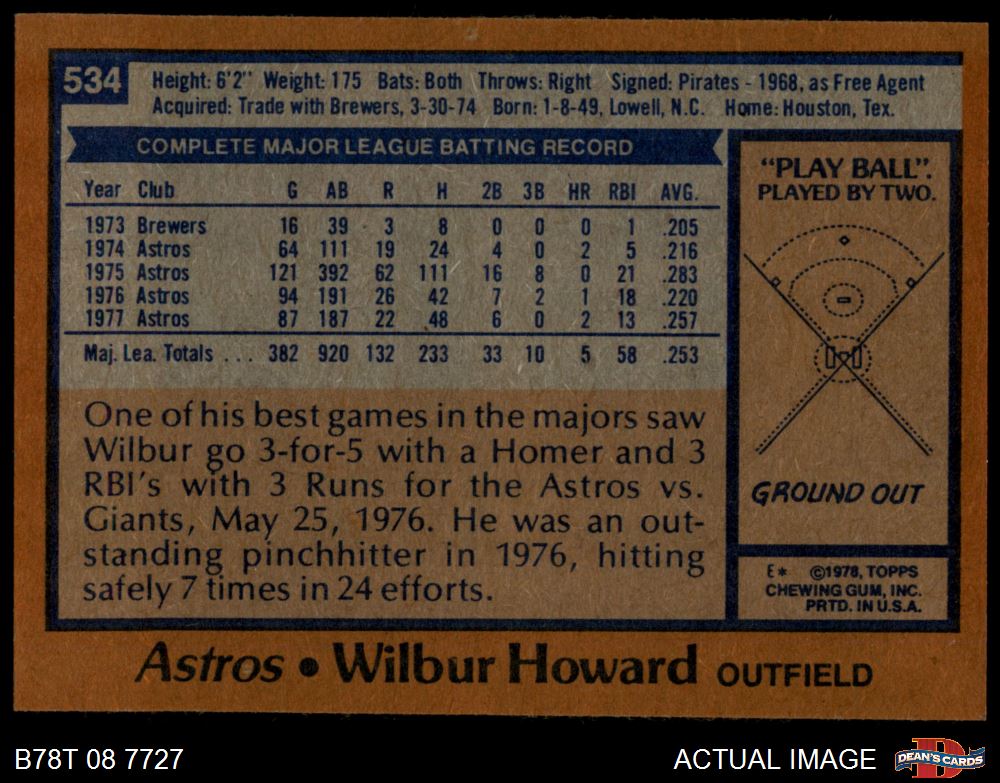 534
Height: 6'2" Weight: 175 Bats: Both Throws: Right Signed: Pirates - 1968, as Free Agent
Acquired: Trade with Brewers, 3-30-74 Born: 1-8-49, Lowell, N.C. Home: Houston, Tex.
COMPLETE MAJOR LEAGUE BATTING RECORD
Year Club G AB R H 2B 3B HR RBI AVG.
1973 Brewers 16 39 3 8 0 0 0 1 .205
1974 Astros 64 111 19 24 4 0 2 5 .216
1975 Astros 121 392 62 111 16 8 0 21 .283
1976 Astros 94 191 26 42 7 2 1 18 .220
1977 Astros 87 187 22 48 6 0 2 13 .257
Maj. Lea. Totals . . . 382 920 132 233 33 10 5 58 .253
One of his best games in the majors saw
Wilbur go 3-for-5 with a Homer and 3
RBI's with 3 Runs for the Astros vs.
Giants, May 25, 1976. He was an out-
standing pinchhitter in 1976, hitting
safely 7 times in 24 efforts.
"PLAY BALL".
PLAYED BY TWO.
GROUND OUT
E* ©1978, TOPPS
CHEWING GUM, INC.
PRTD. IN U.S.A.
Astros • Wilbur Howard OUTFIELD
B78T 08 7727
ACTUAL IMAGE
D
DEAN'S CARDS